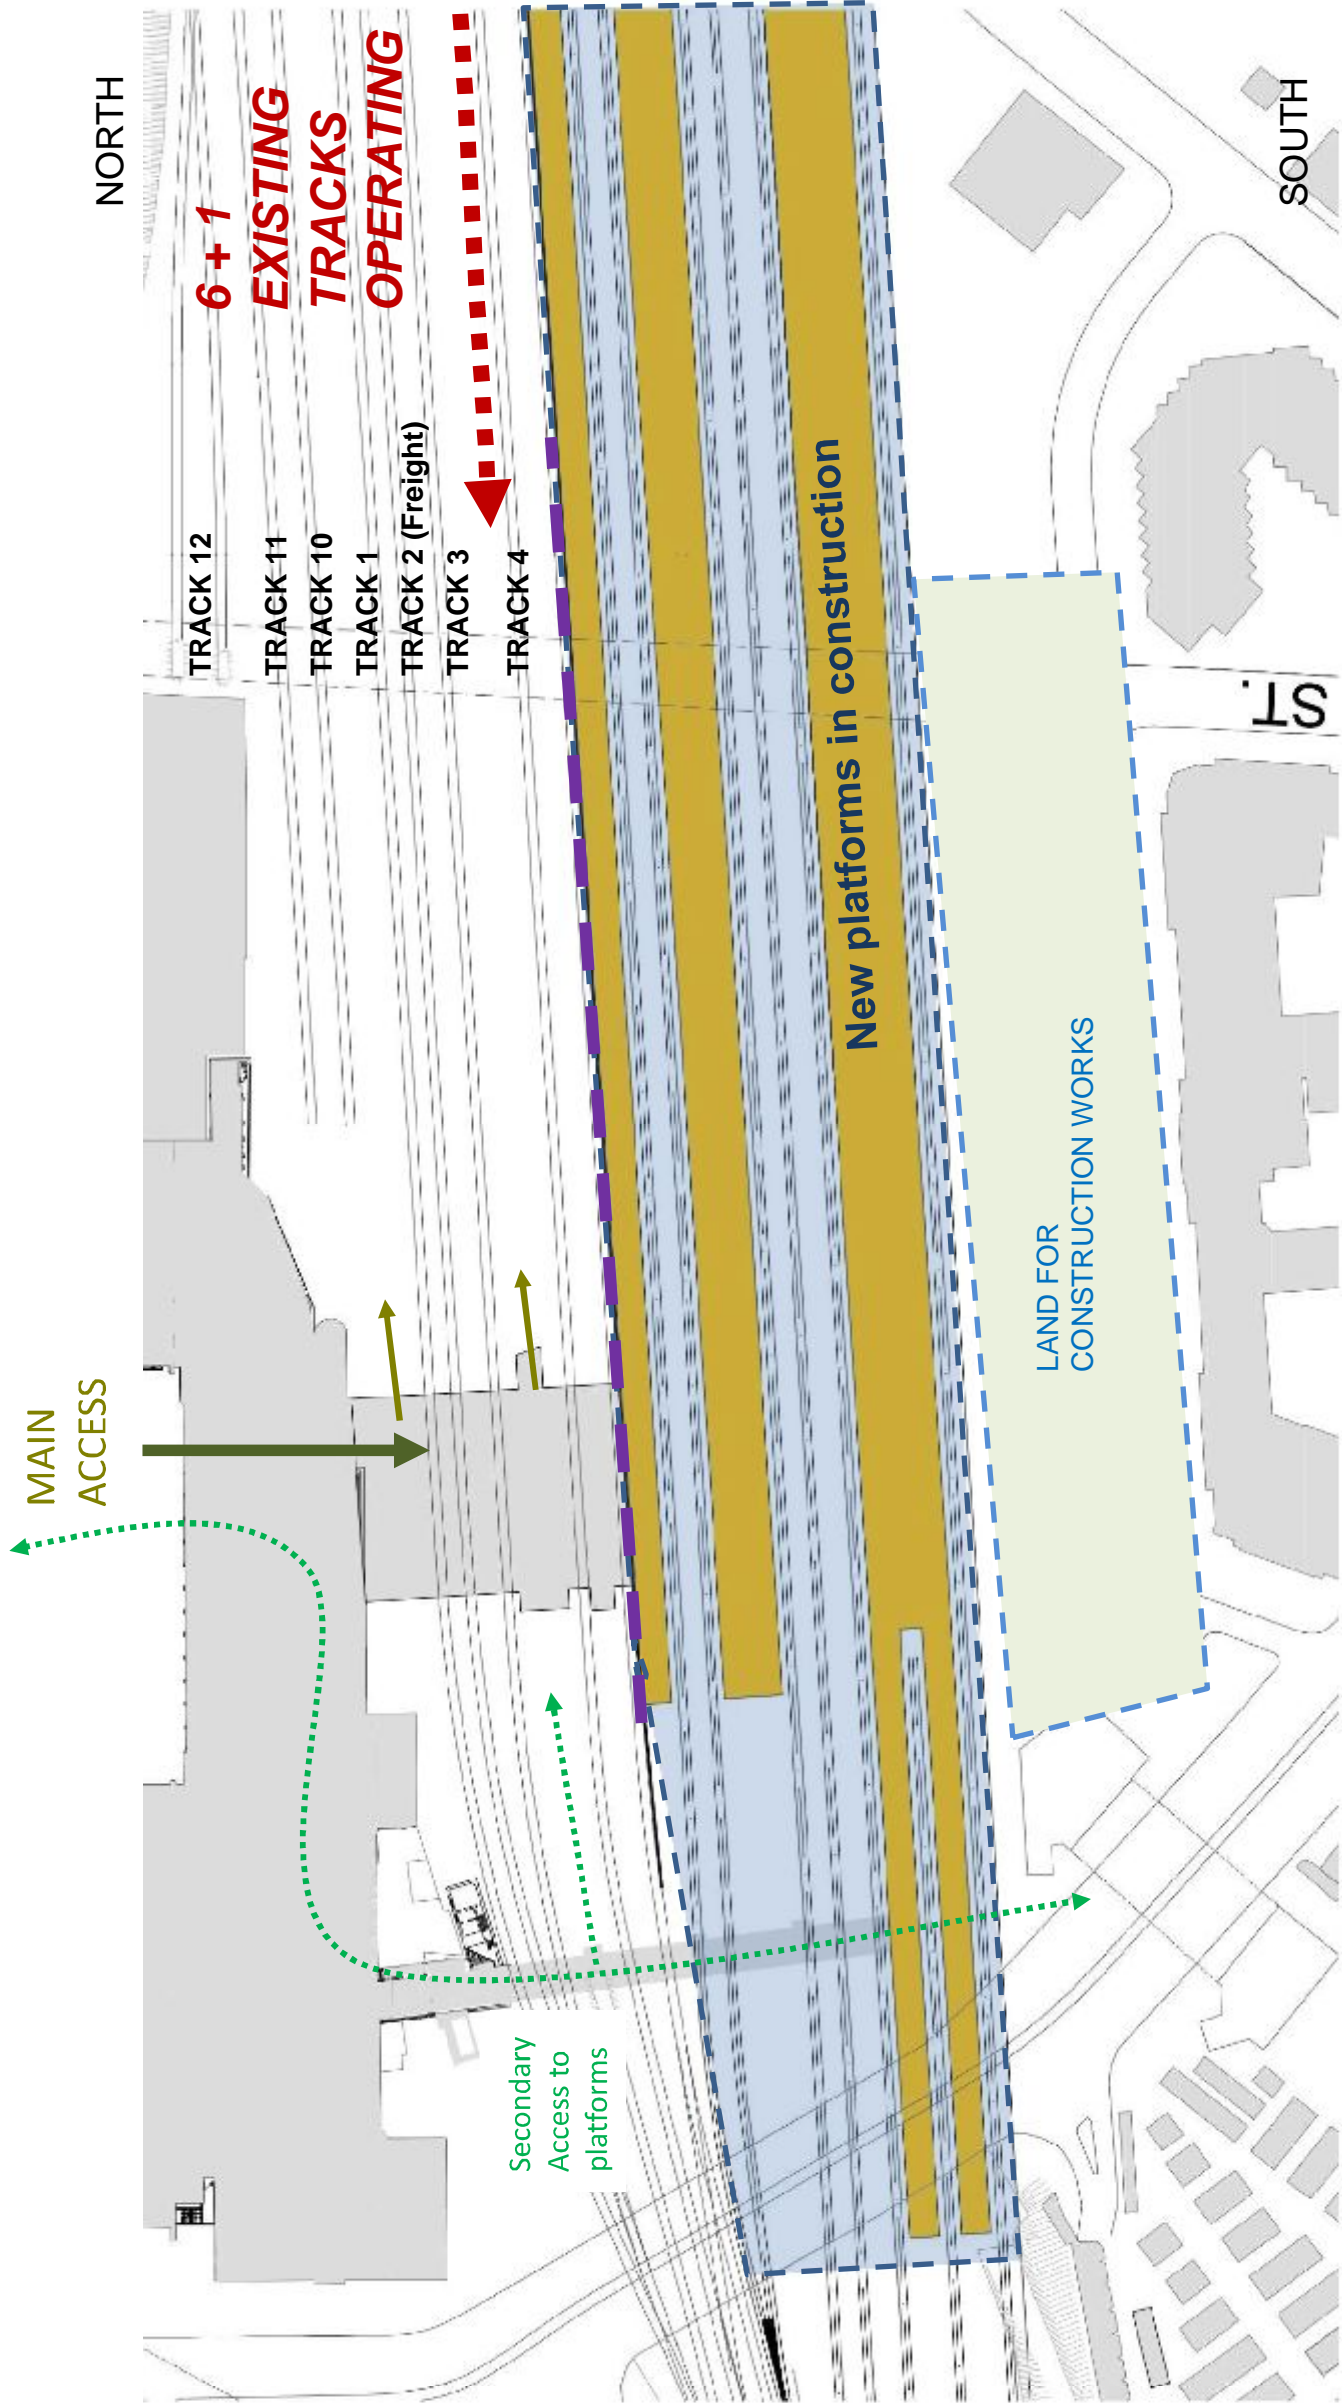 NORTH
6 + 1
EXISTING
TRACKS
OPERATING
TRACK 12
TRACK 11
TRACK 10
TRACK 1
TRACK 2 (Freight)
TRACK 3
TRACK 4
MAIN
ACCESS
Secondary
Access to
platforms
New platforms in construction
LAND FOR
CONSTRUCTION WORKS
SOUTH
ST.